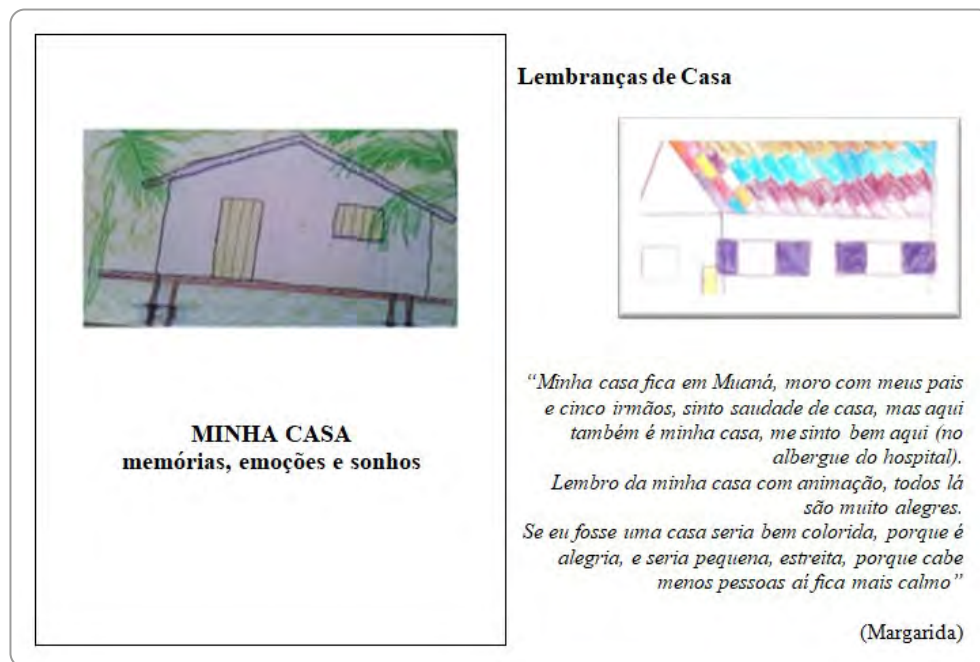 MINHA CASA
memórias, emoções e sonhos
Lembranças de Casa
“Minha casa fica em Muaná, moro com meus pais
e cinco irmãos, sinto saudade de casa, mas aqui
também é minha casa, me sinto bem aqui (no
albergue do hospital).
Lembro da minha casa com animação, todos lá
são muito alegres.
Se eu fosse uma casa seria bem colorida, porque é
alegria, e seria pequena, estreita, porque cabe
menos pessoas aí fica mais calmo”
(Margarida)